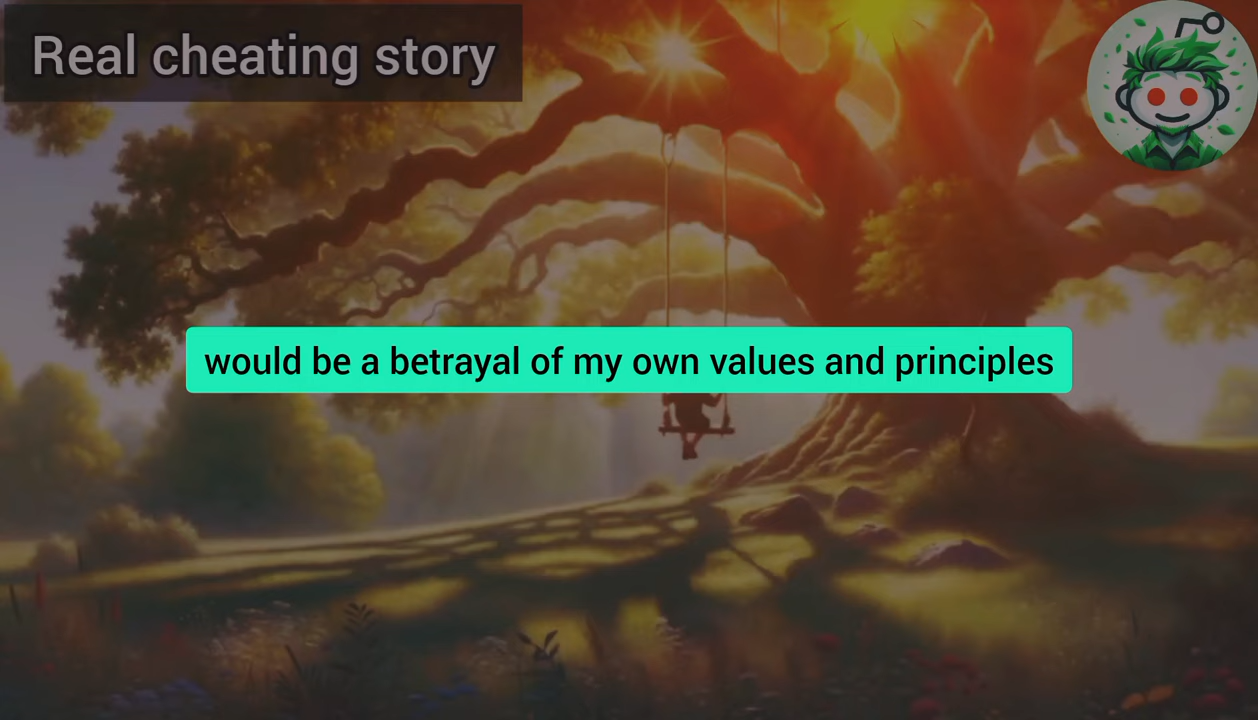 Real cheating story
would be a betrayal of my own values and principles